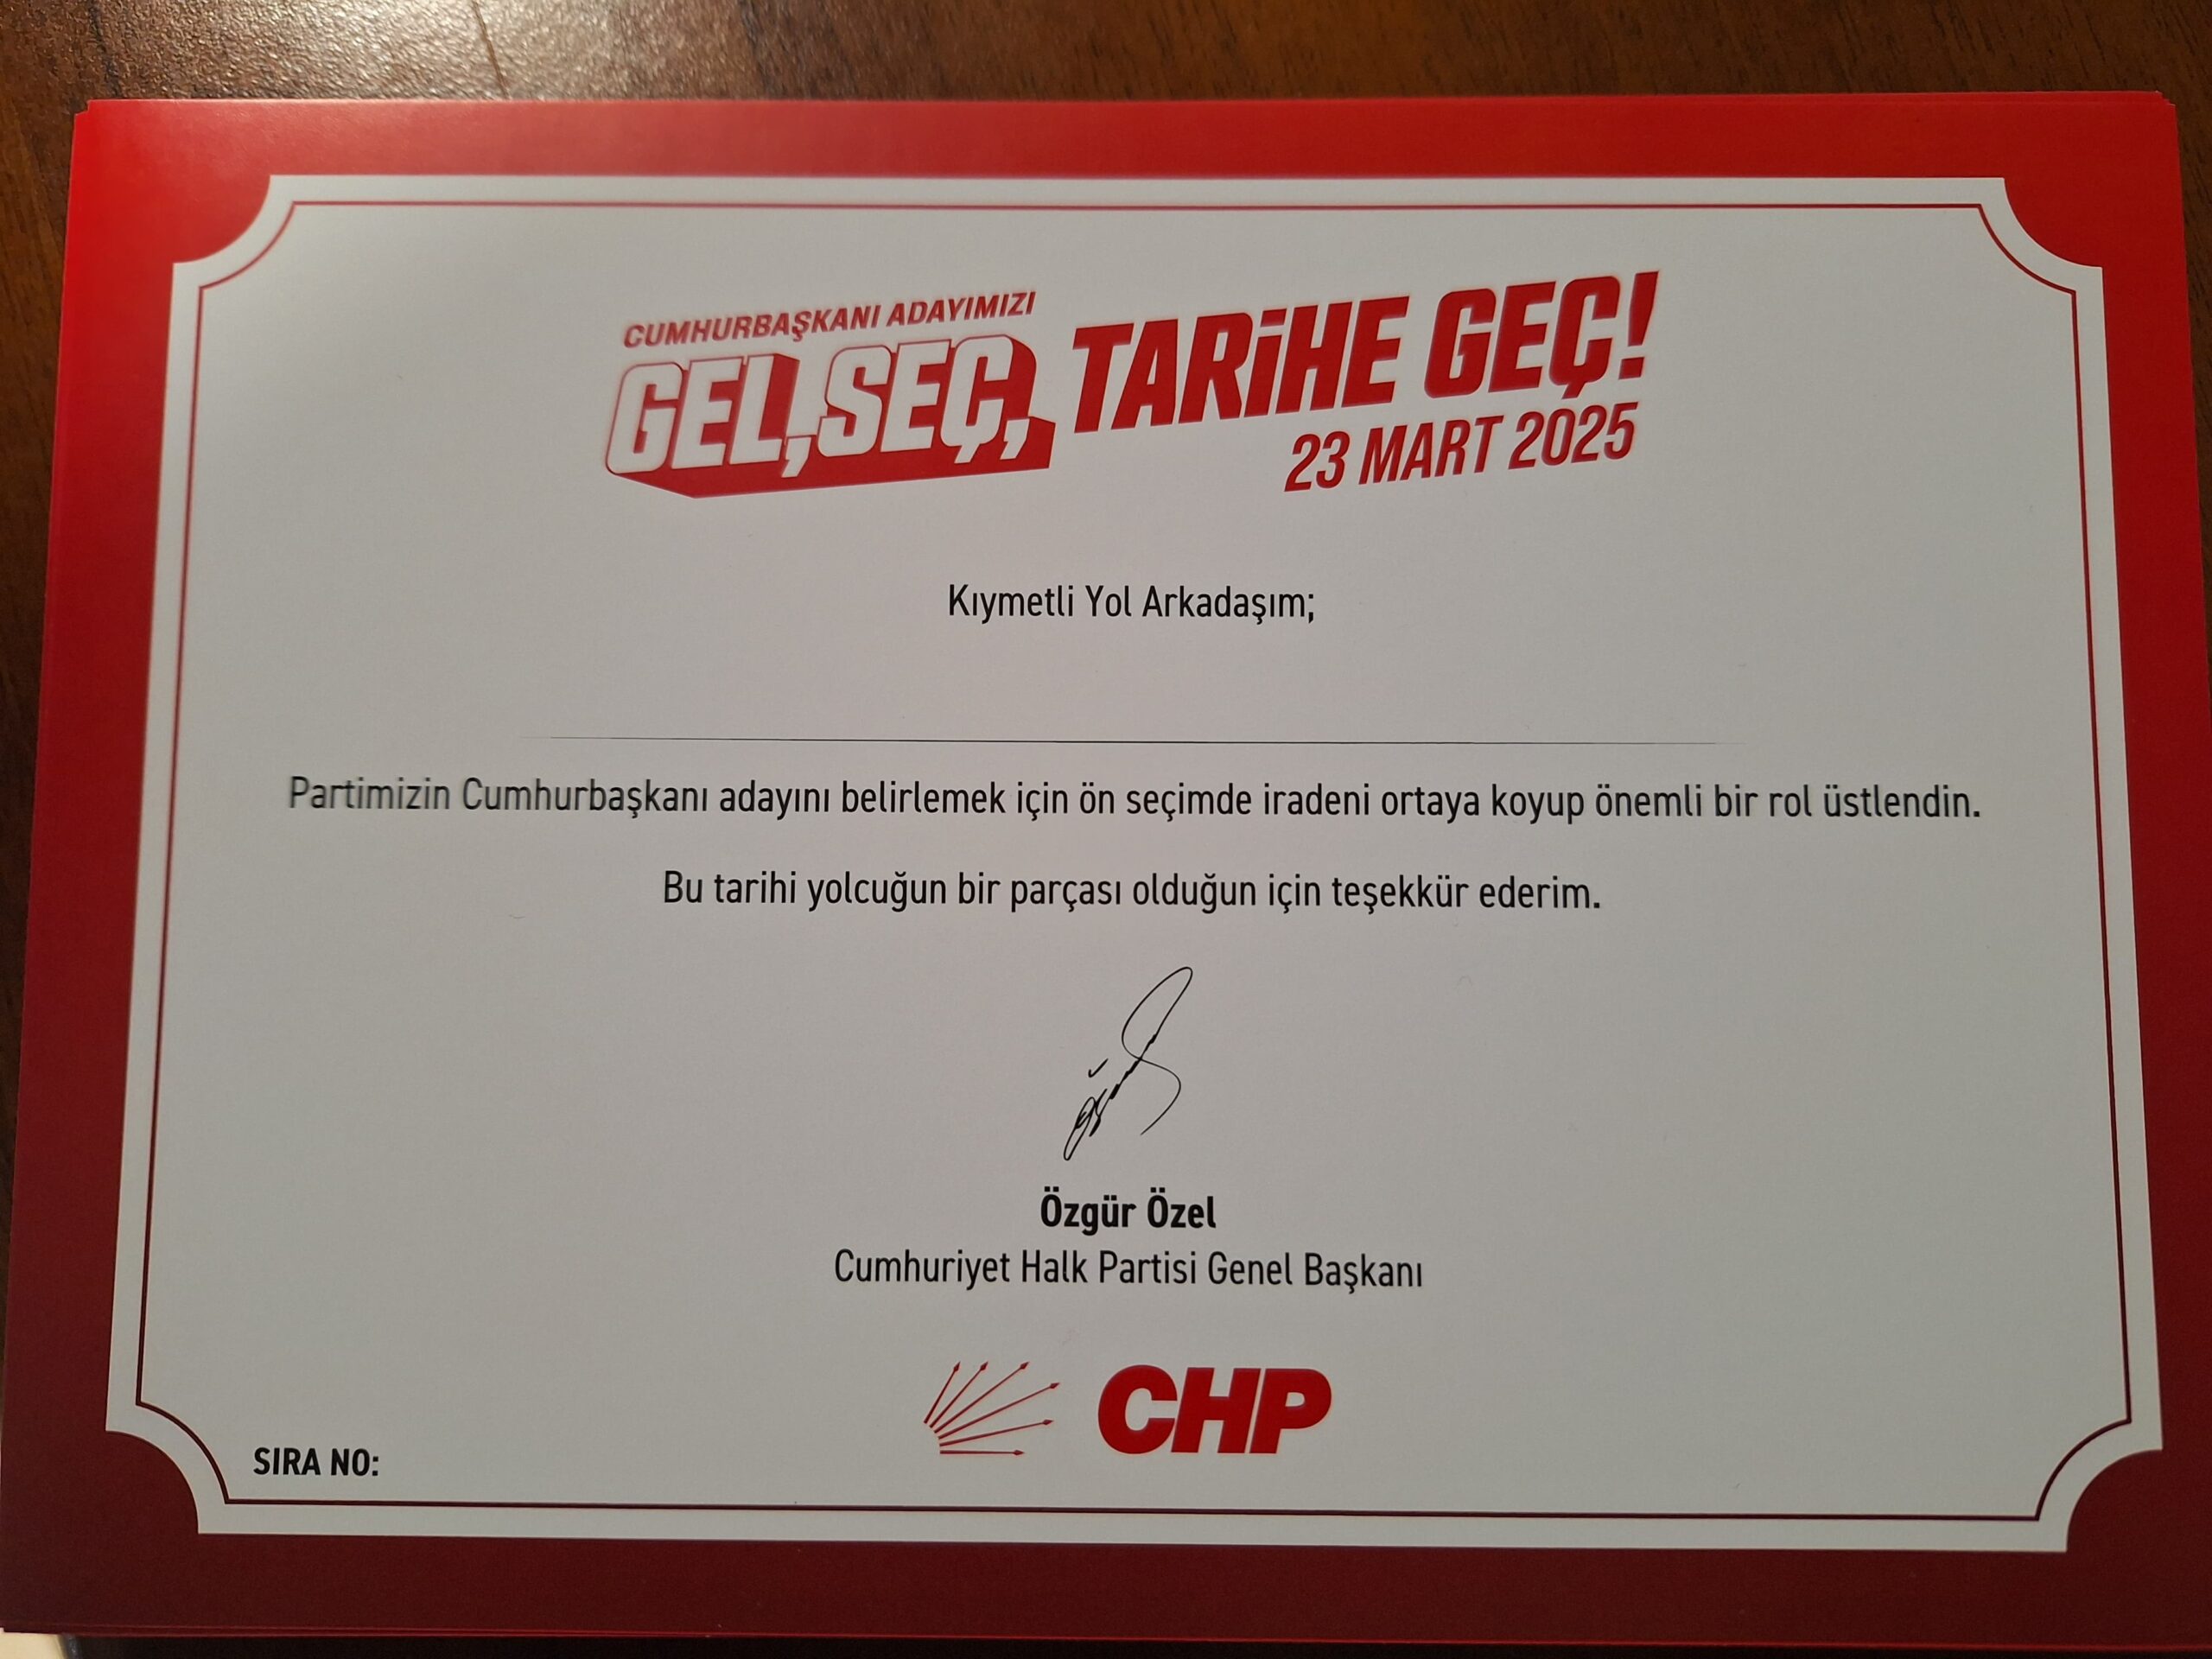 CUMHURBAŞKANI ADAYIMIZI
GEL, SEÇ, TARİHE GEÇ!
23 MART 2025
Kıymetli Yol Arkadaşım;
Partimizin Cumhurbaşkanı adayını belirlemek için ön seçimde iradeni ortaya koyup önemli bir rol üstlendin.
Bu tarihi yolcuğun bir parçası olduğun için teşekkür ederim.
Özgür Özel
Cumhuriyet Halk Partisi Genel Başkanı
CHP
SIRA NO: